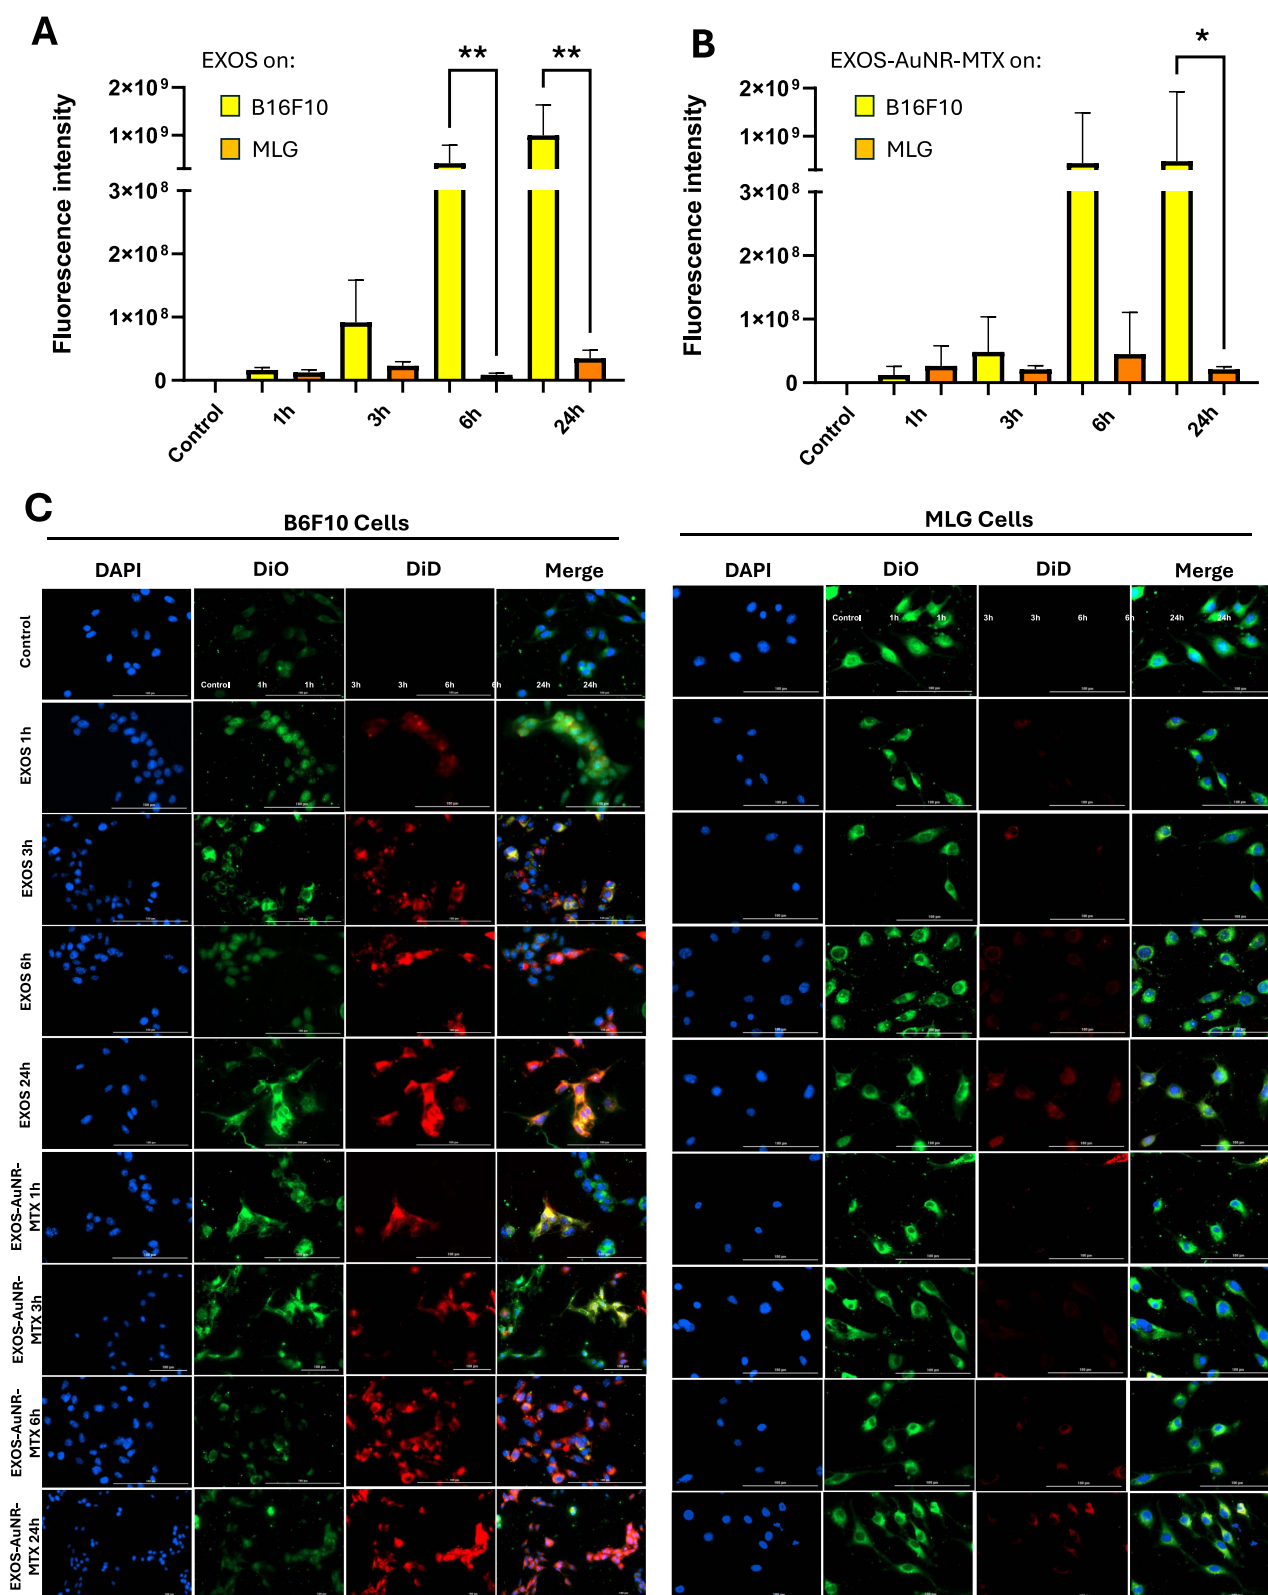 A
EXOS on:
B16F10
MLG
**
**
Fluorescence intensity
2×10⁹
1×10⁹
3×10⁸
2×10⁸
1×10⁸
0
Control
1h
3h
6h
24h
B
EXOS-AuNR-MTX on:
B16F10
MLG
*
Fluorescence intensity
2×10⁹
1×10⁹
3×10⁸
2×10⁸
1×10⁸
0
Control
1h
3h
6h
24h
C
B6F10 Cells
MLG Cells
DAPI DiO DiD Merge
DAPI DiO DiD Merge
Control
Control 1h 1h 3h 3h 6h 6h 24h 24h
Control 1h 1h 3h 3h 6h 6h 24h 24h
EXOS 1h
EXOS 3h
EXOS 6h
EXOS 24h
EXOS-AuNR-
MTX 1h
EXOS-AuNR-
MTX 3h
EXOS-AuNR-
MTX 6h
EXOS-AuNR-
MTX 24h
100 µm